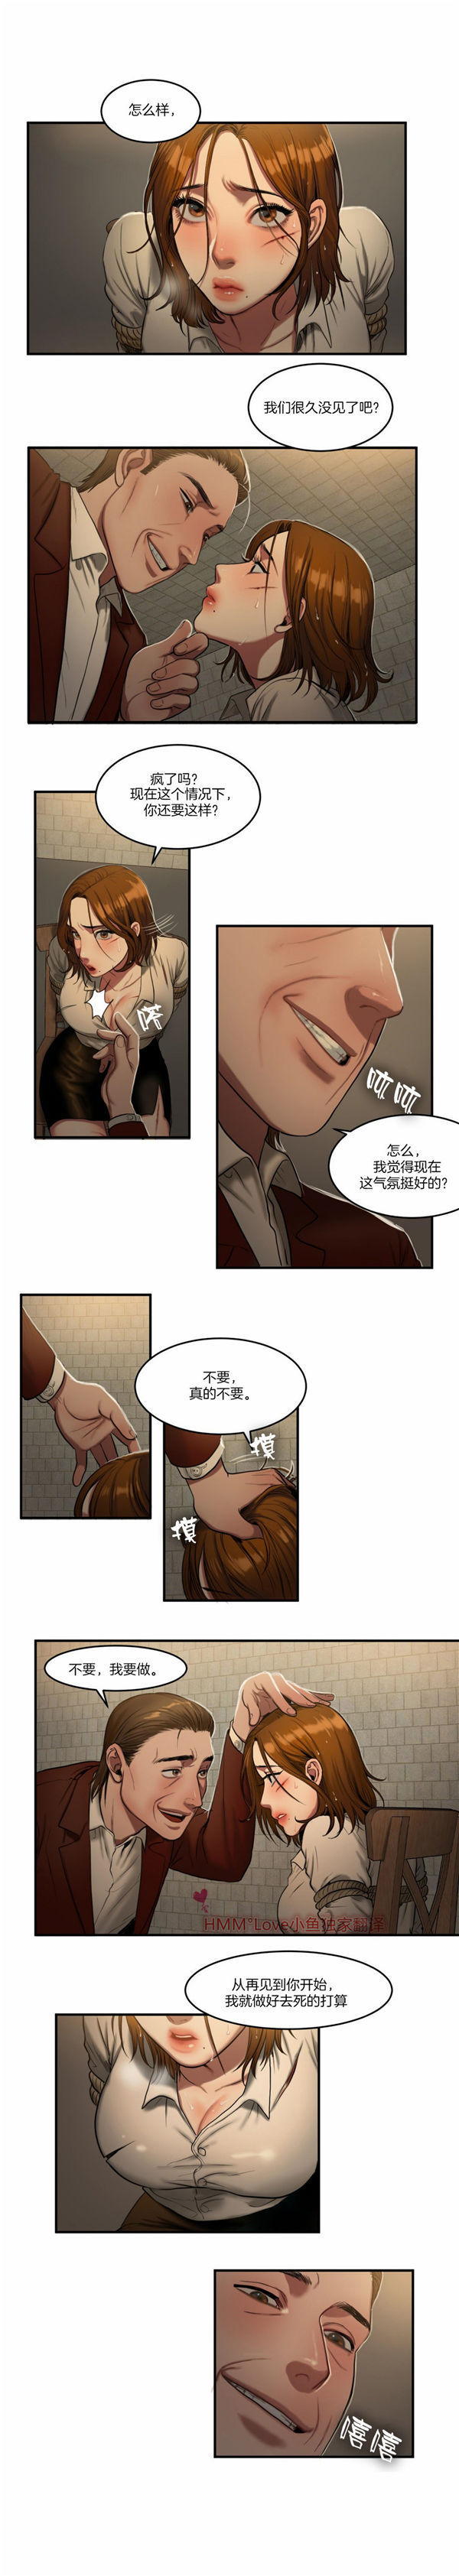 怎么样，
我们很久没见了吧?
疯了吗?
现在这个情况下，
你还要这样?
嗒
吭吭
怎么，
我觉得现在
这气氛挺好的?
不要，
真的不要。
摸
摸
不要，我要做。
HMM"Love小鱼独家翻译
从再见到你开始，
我就做好去死的打算
嘻嘻